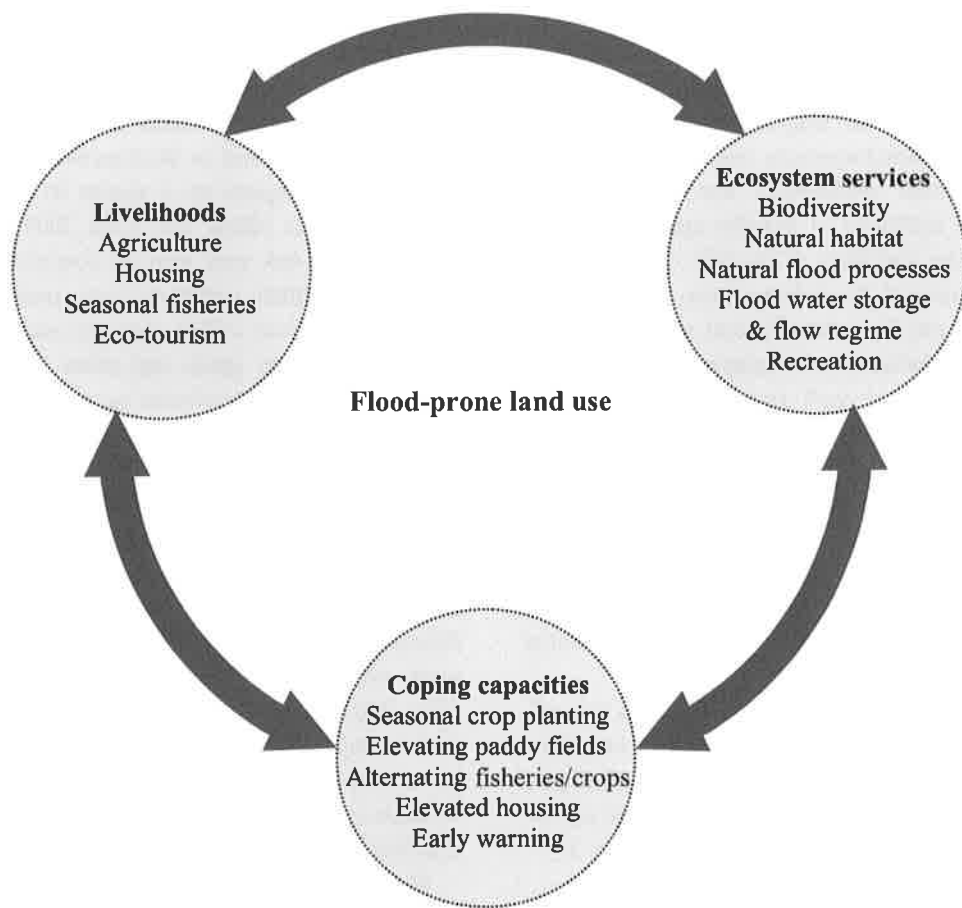 Livelihoods
Agriculture
Housing
Seasonal fisheries
Eco-tourism
Ecosystem services
Biodiversity
Natural habitat
Natural flood processes
Flood water storage
& flow regime
Recreation
Flood-prone land use
Coping capacities
Seasonal crop planting
Elevating paddy fields
Alternating fisheries/crops
Elevated housing
Early warning